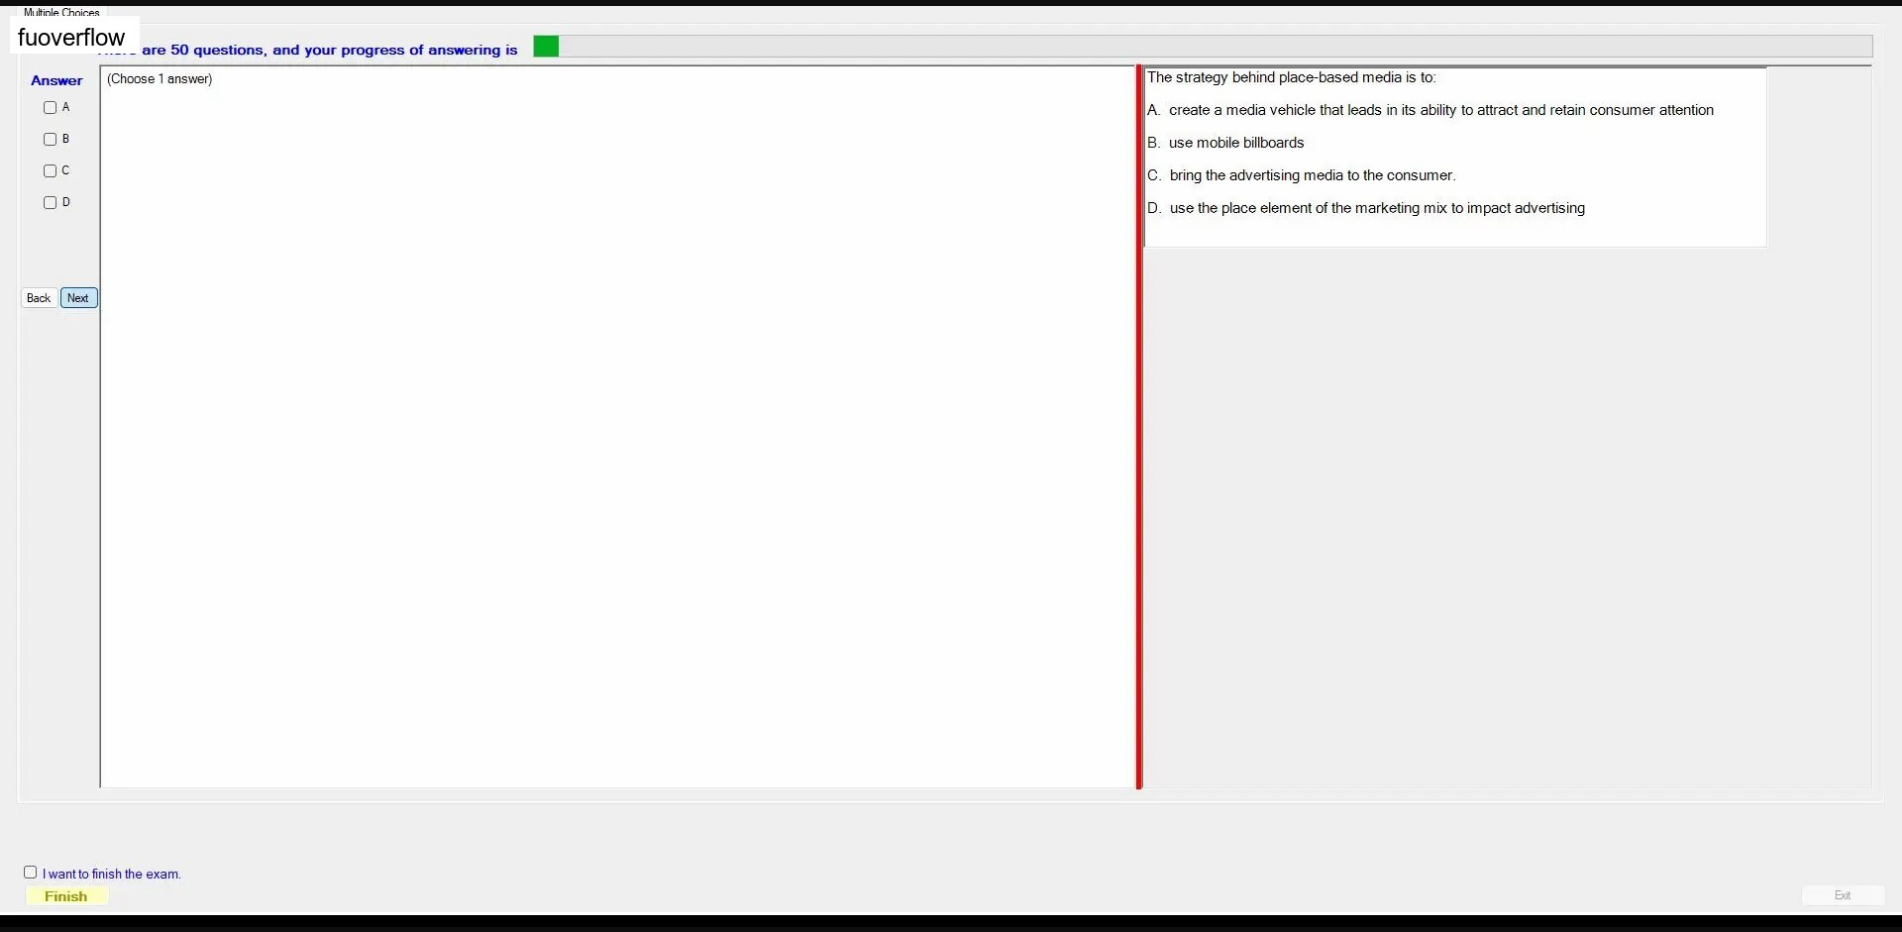 Multiple Choices
fuoverflow
are 50 questions, and your progress of answering is
Answer
(Choose 1 answer)
A
B
C
D
Back Next
The strategy behind place-based media is to:
A. create a media vehicle that leads in its ability to attract and retain consumer attention
B. use mobile billboards
C. bring the advertising media to the consumer.
D. use the place element of the marketing mix to impact advertising
I want to finish the exam.
Finish
Exit